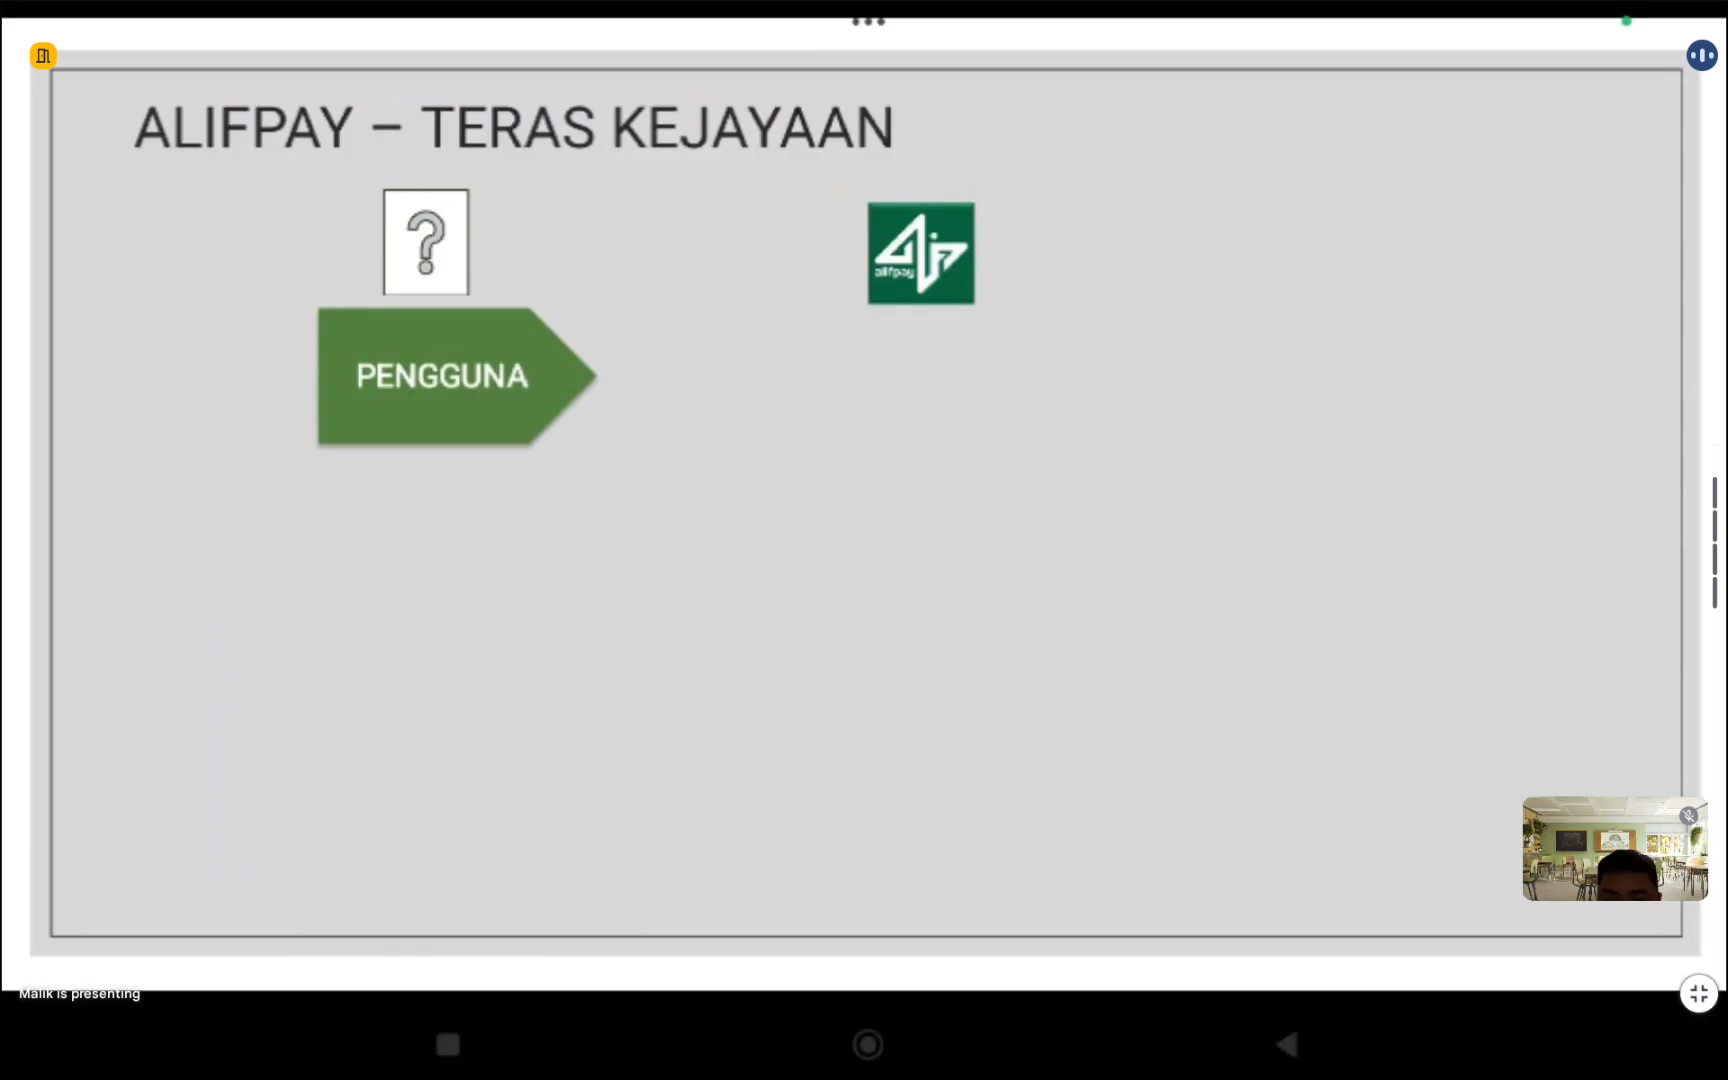 ALIFPAY – TERAS KEJAYAAN
?
alifpay
PENGGUNA
Malik is presenting